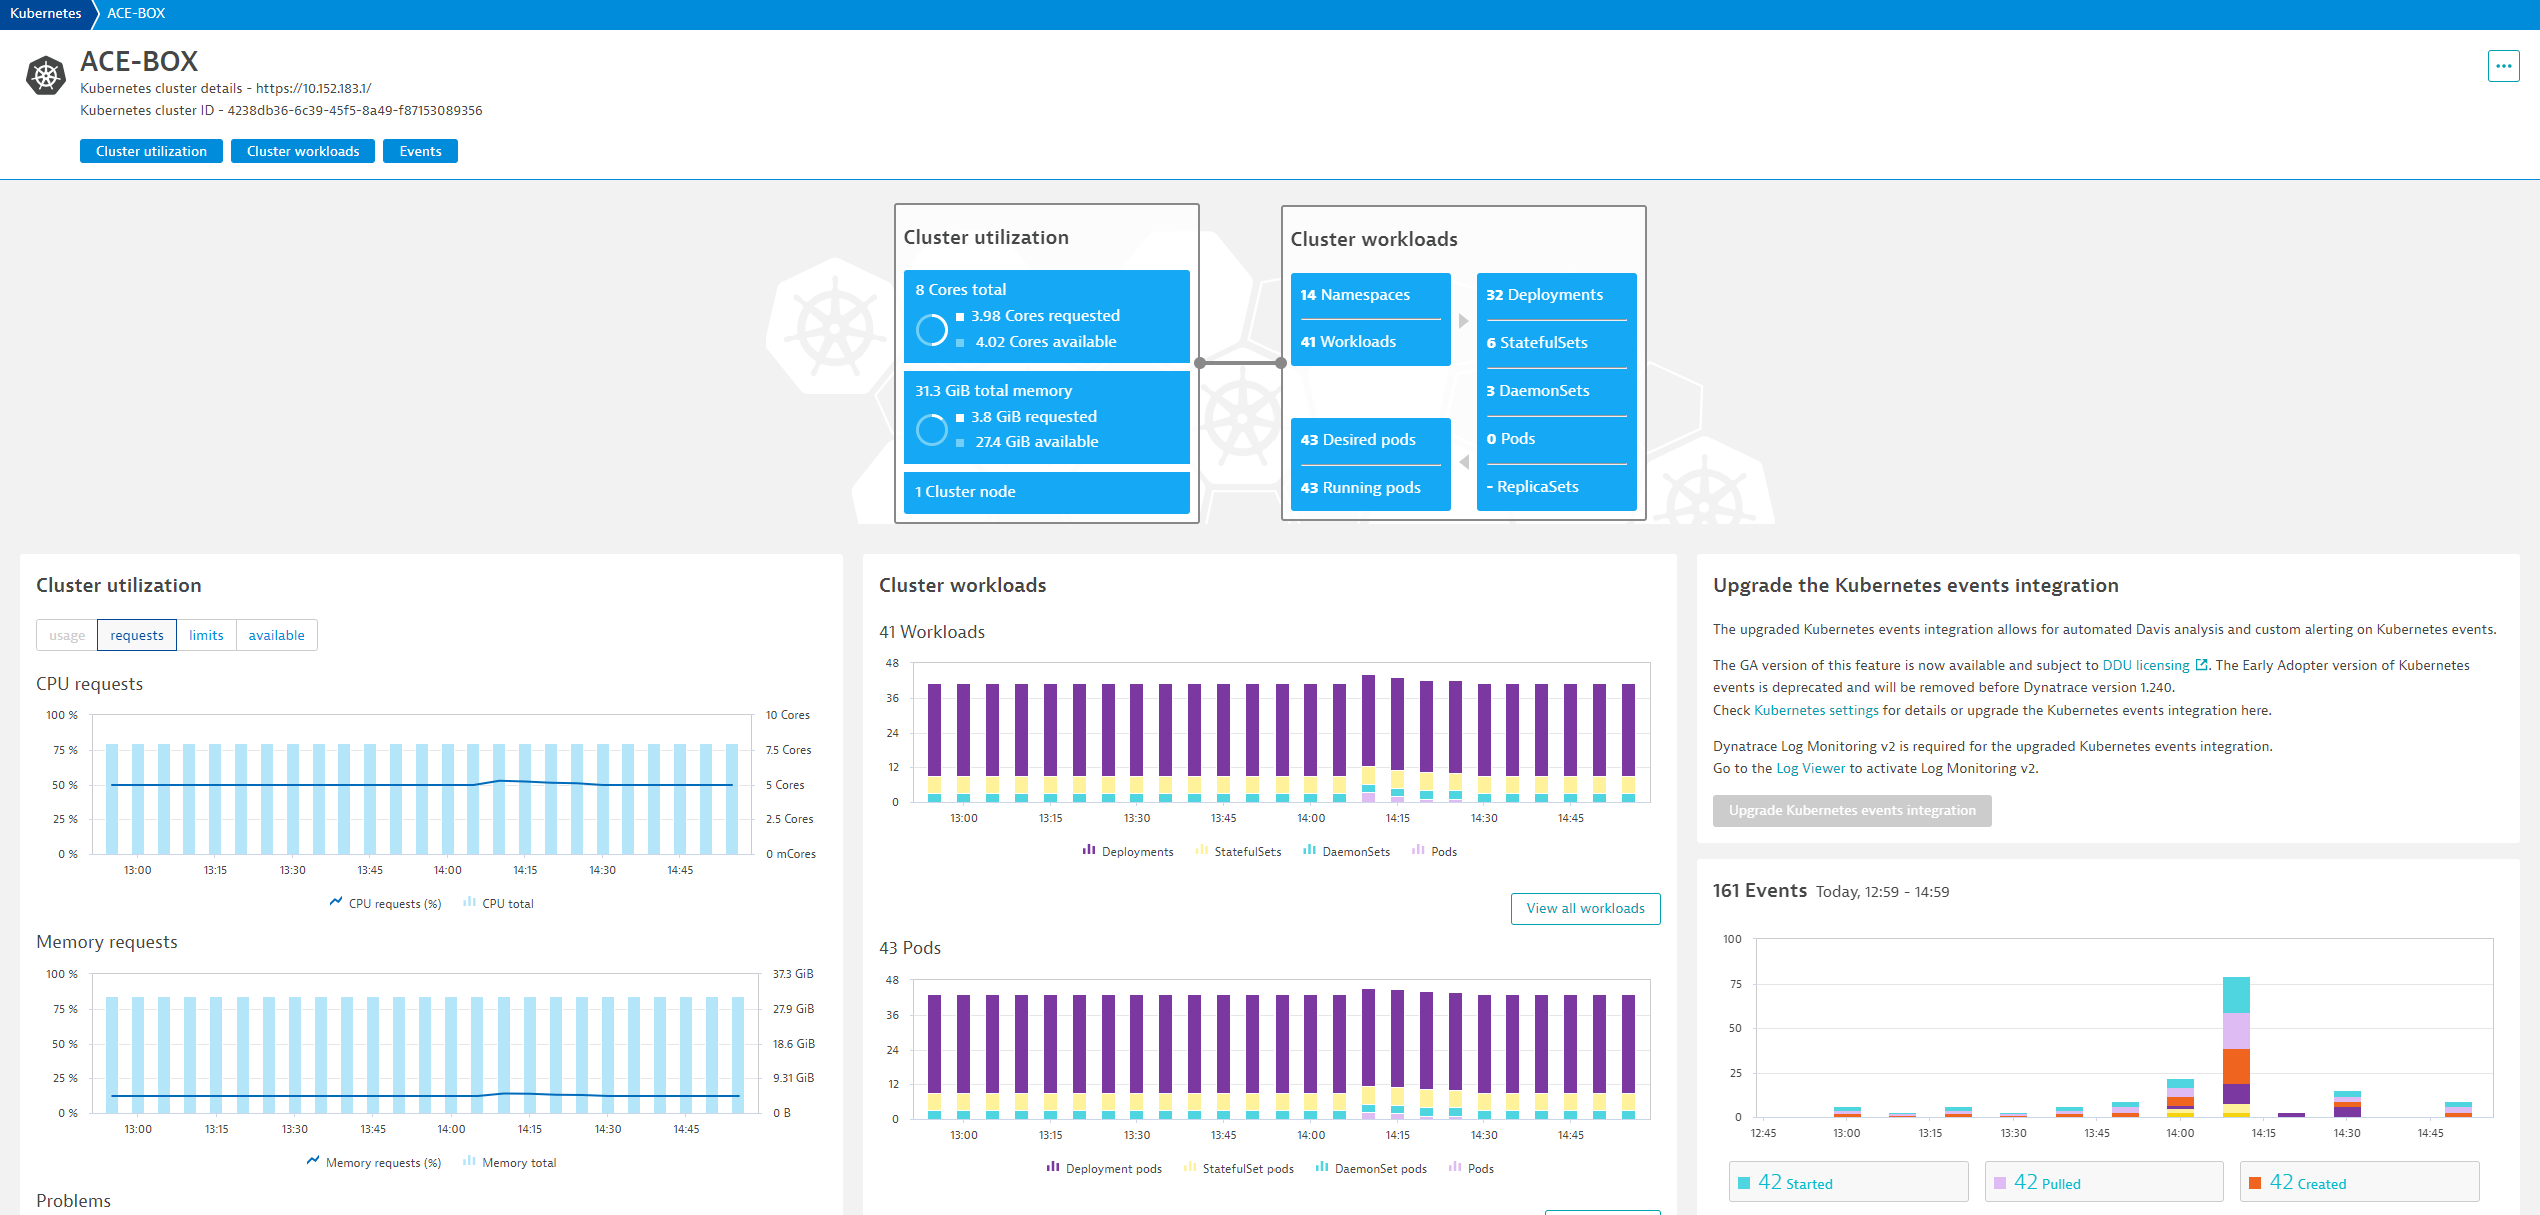 Kubernetes
ACE-BOX
ACE-BOX
Kubernetes cluster details - https://10.152.183.1/
Kubernetes cluster ID - 4238db36-6c39-45f5-8a49-f87153089356
Cluster utilization
Cluster workloads
Events
Cluster utilization
8 Cores total
3.98 Cores requested
4.02 Cores available
31.3 GiB total memory
3.8 GiB requested
27.4 GiB available
1 Cluster node
Cluster workloads
14 Namespaces
41 Workloads
43 Desired pods
43 Running pods
32 Deployments
6 StatefulSets
3 DaemonSets
0 Pods
- ReplicaSets
Cluster utilization
usage requests limits available
CPU requests
100 % 10 Cores
75 % 7.5 Cores
50 % 5 Cores
25 % 2.5 Cores
0 % 0 mCores
13:00 13:15 13:30 13:45 14:00 14:15 14:30 14:45
CPU requests (%) CPU total
Memory requests
100 % 37.3 GiB
75 % 27.9 GiB
50 % 18.6 GiB
25 % 9.31 GiB
0 % 0 B
13:00 13:15 13:30 13:45 14:00 14:15 14:30 14:45
Memory requests (%) Memory total
Problems
Cluster workloads
41 Workloads
48
36
24
12
0
13:00 13:15 13:30 13:45 14:00 14:15 14:30 14:45
Deployments StatefulSets DaemonSets Pods
View all workloads
43 Pods
48
36
24
12
0
13:00 13:15 13:30 13:45 14:00 14:15 14:30 14:45
Deployment pods StatefulSet pods DaemonSet pods Pods
Upgrade the Kubernetes events integration
The upgraded Kubernetes events integration allows for automated Davis analysis and custom alerting on Kubernetes events.
The GA version of this feature is now available and subject to DDU licensing. The Early Adopter version of Kubernetes
events is deprecated and will be removed before Dynatrace version 1.240.
Check Kubernetes settings for details or upgrade the Kubernetes events integration here.
Dynatrace Log Monitoring v2 is required for the upgraded Kubernetes events integration.
Go to the Log Viewer to activate Log Monitoring v2.
Upgrade Kubernetes events integration
161 Events Today, 12:59 - 14:59
100
75
50
25
0
12:45 13:00 13:15 13:30 13:45 14:00 14:15 14:30 14:45
42 Started
42 Pulled
42 Created